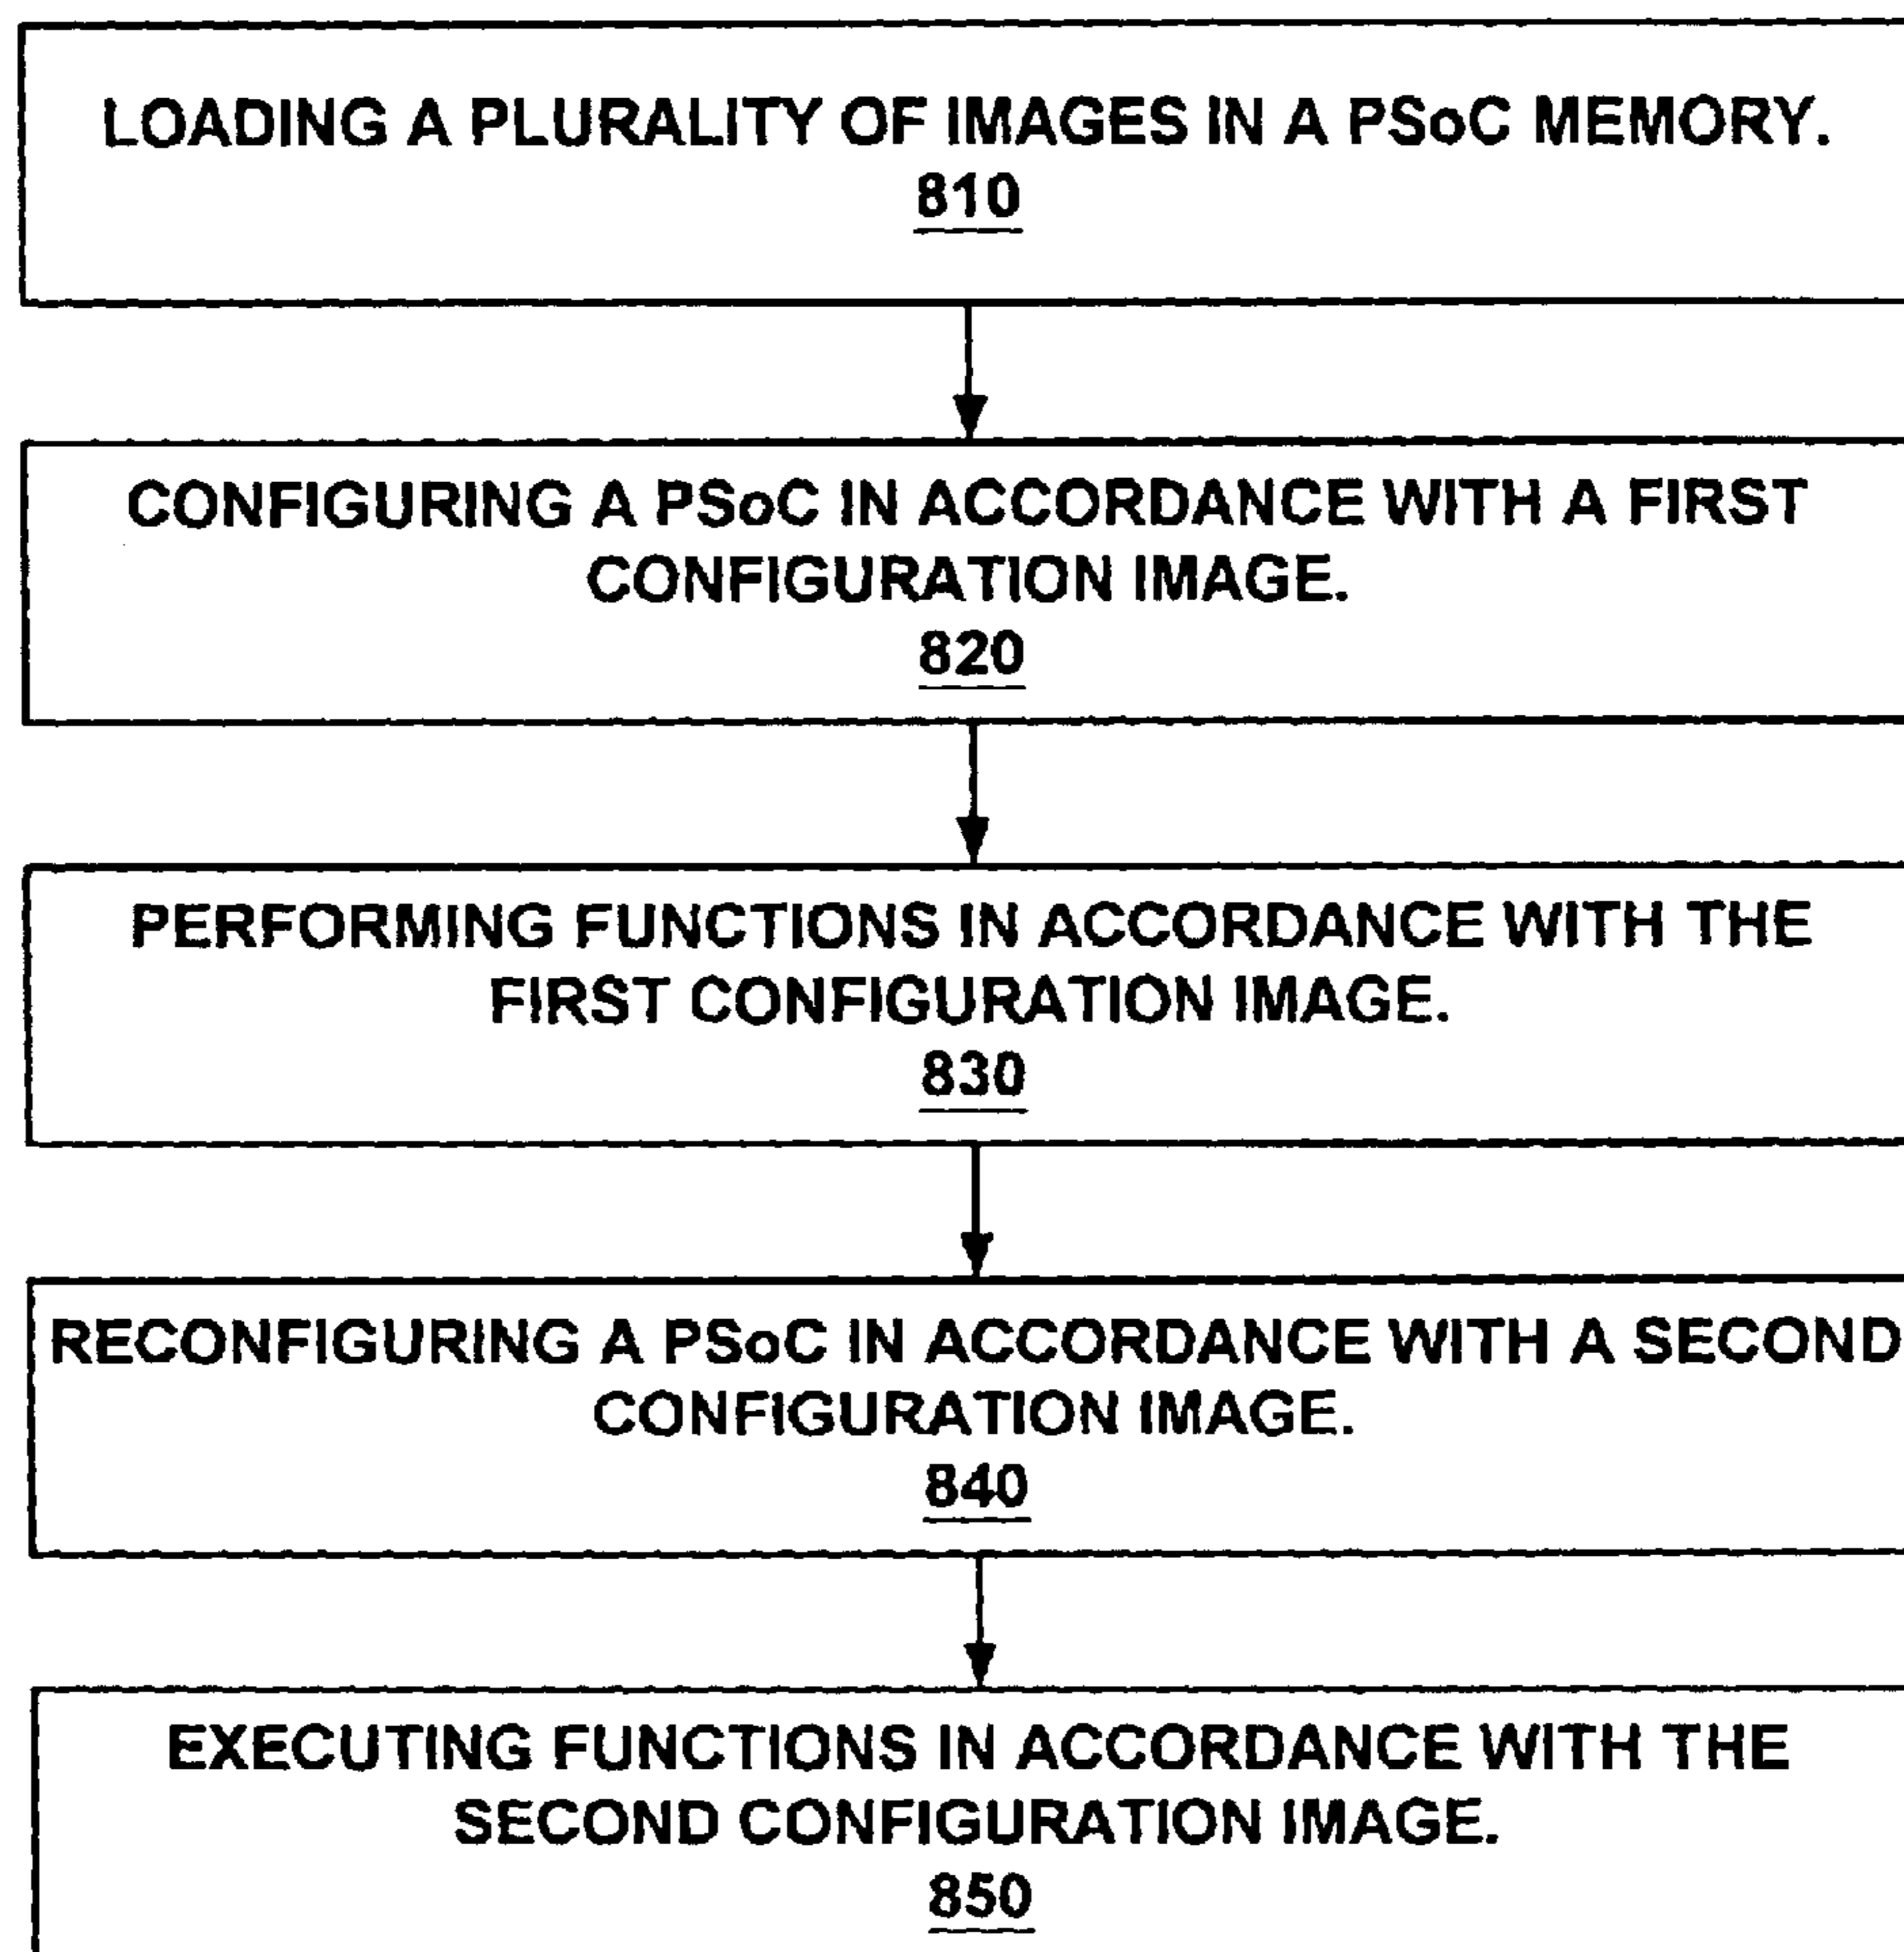 LOADING A PLURALITY OF IMAGES IN A PSoC MEMORY.
810
CONFIGURING A PSoC IN ACCORDANCE WITH A FIRST
CONFIGURATION IMAGE.
820
PERFORMING FUNCTIONS IN ACCORDANCE WITH THE
FIRST CONFIGURATION IMAGE.
830
RECONFIGURING A PSoC IN ACCORDANCE WITH A SECOND
CONFIGURATION IMAGE.
840
EXECUTING FUNCTIONS IN ACCORDANCE WITH THE
SECOND CONFIGURATION IMAGE.
850